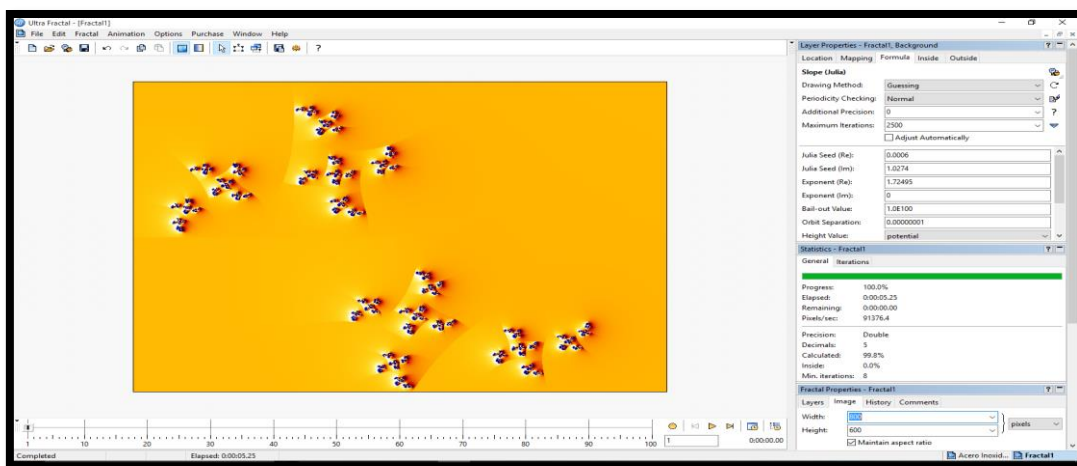 Ultra Fractal - [Fractal1]
File Edit Fractal Animation Options Purchase Window Help
Layer Properties - Fractal1, Background
Location Mapping Formula Inside Outside
Slope (Julia)
Drawing Method: Guessing
Periodicity Checking: Normal
Additional Precision: 0
Maximum Iterations: 2500
Adjust Automatically
Julia Seed (Re): 0.0006
Julia Seed (Im): 1.0274
Exponent (Re): 1.72495
Exponent (Im): 0
Bail-out Value: 1.0E100
Orbit Separation: 0.00000001
Height Value: potential
Statistics - Fractal1
General Iterations
Progress: 100.0%
Elapsed: 0:00:05.25
Remaining: 0:00:00.00
Pixels/sec: 91376.4
Precision: Double
Decimals: 5
Calculated: 99.8%
Inside: 0.0%
Min. iterations: 8
Fractal Properties - Fractal1
Layers Image History Comments
Width: 800
Height: 600
pixels
Maintain aspect ratio
1 10 20 30 40 50 60 70 80 90 100
1 0:00:00.00
Completed Elapsed: 0:00:05.25 Acero Inoxid... Fractal1